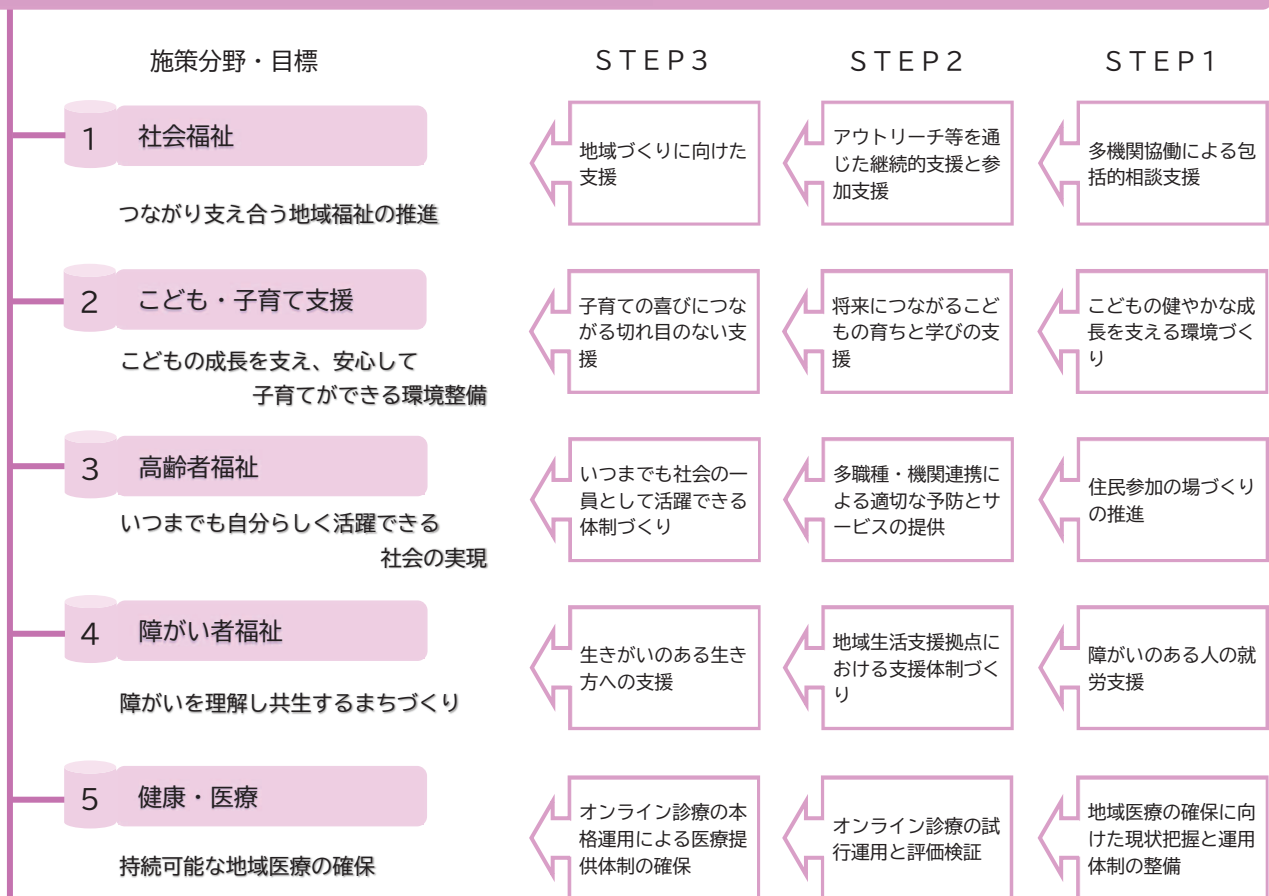 施策分野・目標
STEP3
STEP2
STEP1
1
社会福祉
つながり支え合う地域福祉の推進
地域づくりに向けた
支援
アウトリーチ等を通
じた継続的支援と参
加支援
多機関協働による包
括的相談支援
2
こども・子育て支援
こどもの成長を支え、安心して
子育てができる環境整備
子育ての喜びにつな
がる切れ目のない支
援
将来につながるこど
もの育ちと学びの支
援
こどもの健やかな成
長を支える環境づく
り
3
高齢者福祉
いつまでも自分らしく活躍できる
社会の実現
いつまでも社会の一
員として活躍できる
体制づくり
多職種・機関連携に
よる適切な予防とサ
ービスの提供
住民参加の場づくり
の推進
4
障がい者福祉
障がいを理解し共生するまちづくり
生きがいのある生き
方への支援
地域生活支援拠点に
おける支援体制づく
り
障がいのある人の就
労支援
5
健康・医療
持続可能な地域医療の確保
オンライン診療の本
格運用による医療提
供体制の確保
オンライン診療の試
行運用と評価検証
地域医療の確保に向
けた現状把握と運用
体制の整備